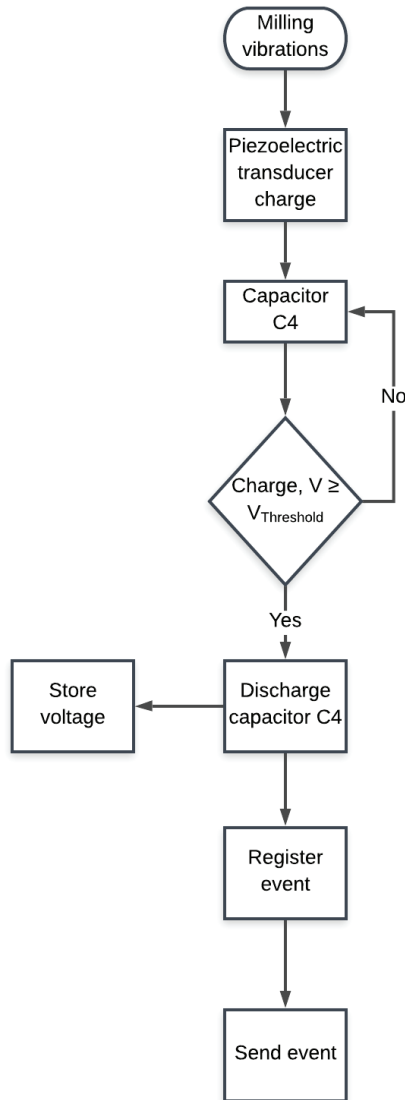 Milling
vibrations
Piezoelectric
transducer
charge
Capacitor
C4
No
Charge, V ≥
VThreshold
Yes
Store
voltage
Discharge
capacitor C4
Register
event
Send event